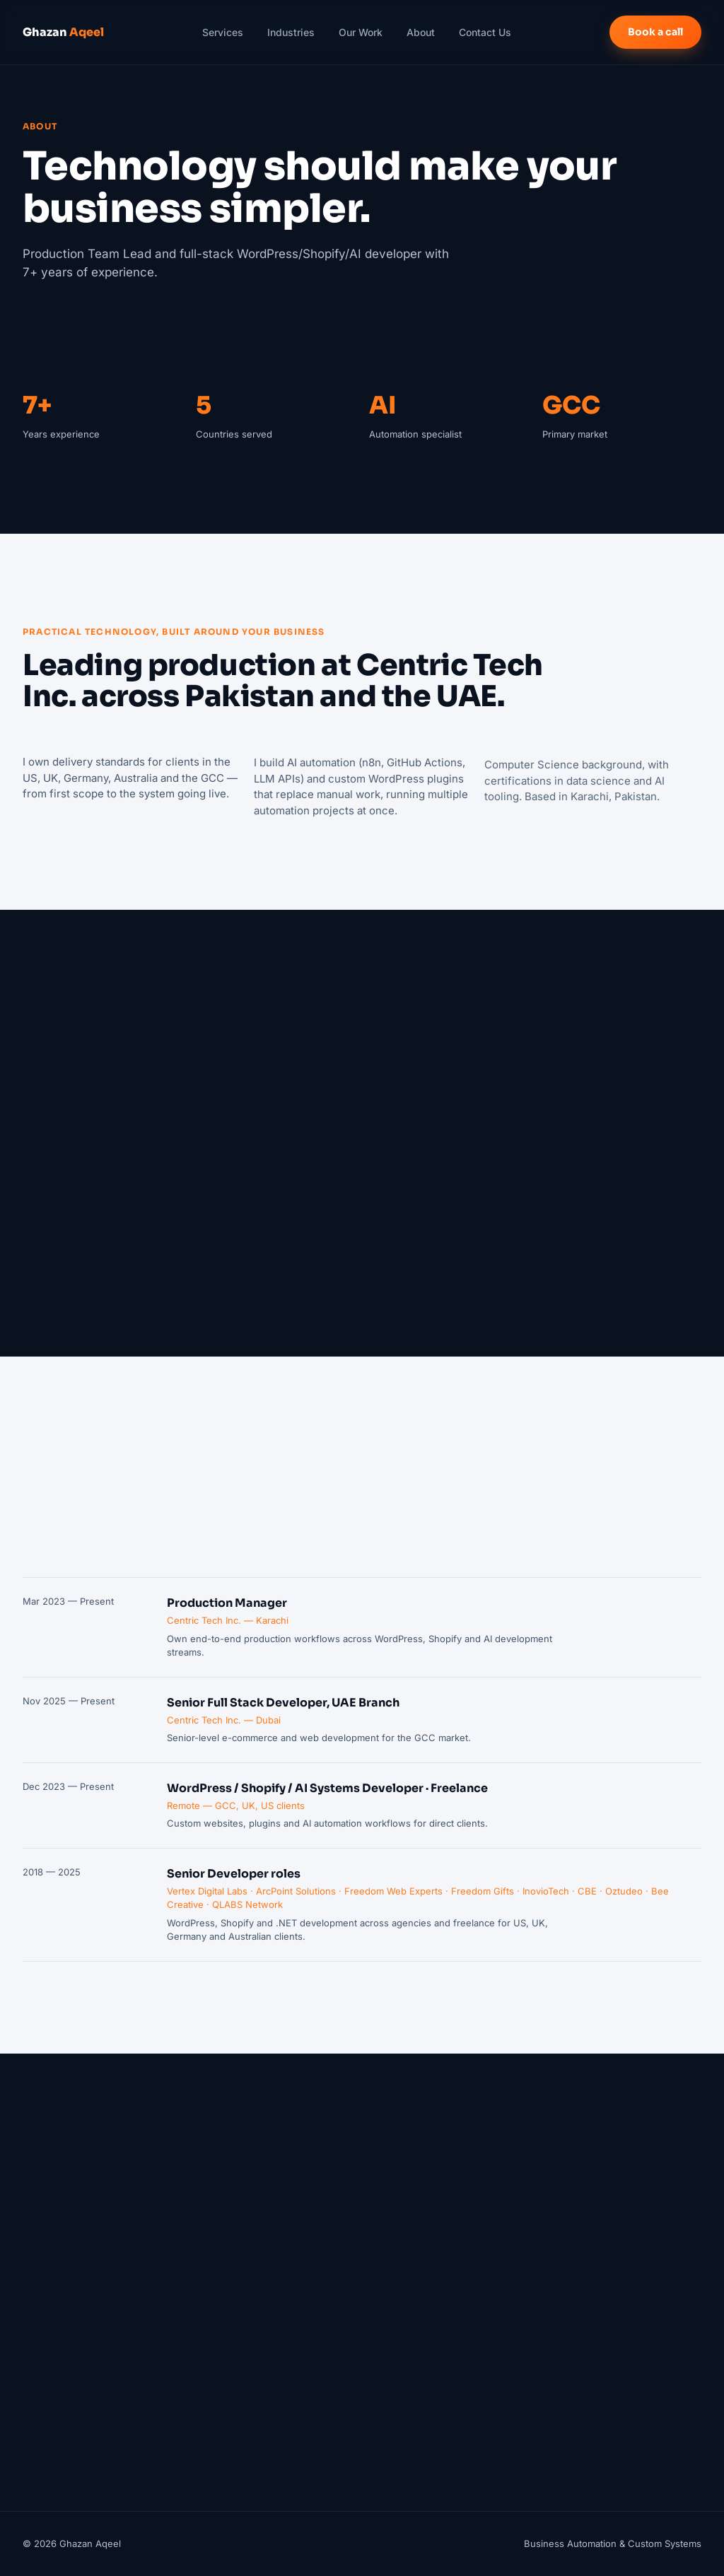 Ghazan Aqeel
Services
Industries
Our Work
About
Contact Us
Book a call
ABOUT
Technology should make your
business simpler.
Production Team Lead and full-stack WordPress/Shopify/AI developer with
7+ years of experience.
7+
Years experience
5
Countries served
AI
Automation specialist
GCC
Primary market
PRACTICAL TECHNOLOGY, BUILT AROUND YOUR BUSINESS
Leading production at Centric Tech
Inc. across Pakistan and the UAE.
I own delivery standards for clients in the
US, UK, Germany, Australia and the GCC —
from first scope to the system going live.
I build AI automation (n8n, GitHub Actions,
LLM APIs) and custom WordPress plugins
that replace manual work, running multiple
automation projects at once.
Computer Science background, with
certifications in data science and AI
tooling. Based in Karachi, Pakistan.
Mar 2023 — Present
Production Manager
Centric Tech Inc. — Karachi
Own end-to-end production workflows across WordPress, Shopify and AI development
streams.
Nov 2025 — Present
Senior Full Stack Developer, UAE Branch
Centric Tech Inc. — Dubai
Senior-level e-commerce and web development for the GCC market.
Dec 2023 — Present
WordPress / Shopify / AI Systems Developer · Freelance
Remote — GCC, UK, US clients
Custom websites, plugins and AI automation workflows for direct clients.
2018 — 2025
Senior Developer roles
Vertex Digital Labs · ArcPoint Solutions · Freedom Web Experts · Freedom Gifts · InovioTech · CBE · Oztudeo · Bee
Creative · QLABS Network
WordPress, Shopify and .NET development across agencies and freelance for US, UK,
Germany and Australian clients.
© 2026 Ghazan Aqeel
Business Automation & Custom Systems